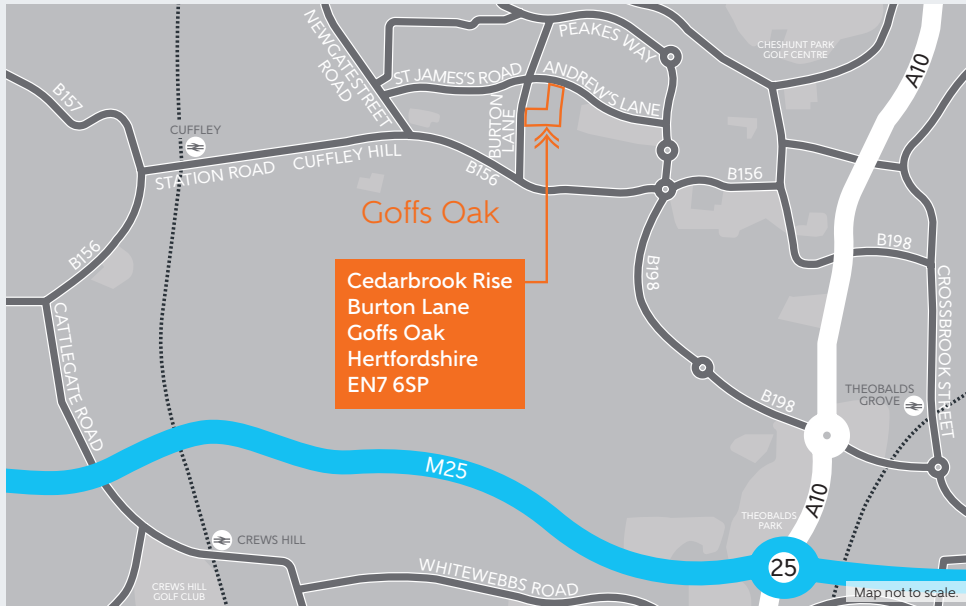 NEWGATESTREET
ROAD
PEAKES WAY
CHESHUNT PARK
GOLF CENTRE
A10
ST JAMES'S ROAD
ANDREW'S LANE
B157
BURTON
LANE
CUFFLEY
STATION ROAD
CUFFLEY HILL
B156
B156
Goffs Oak
B156
B198
B198
CROSSBROOK STREET
Cedarbrook Rise
Burton Lane
Goffs Oak
Hertfordshire
EN7 6SP
CATTLEGATE ROAD
THEOBALDS
GROVE
B198
M25
A10
THEOBALDS
PARK
CREWS HILL
25
WHITEWEBBS ROAD
CREWS HILL
GOLF CLUB
Map not to scale.